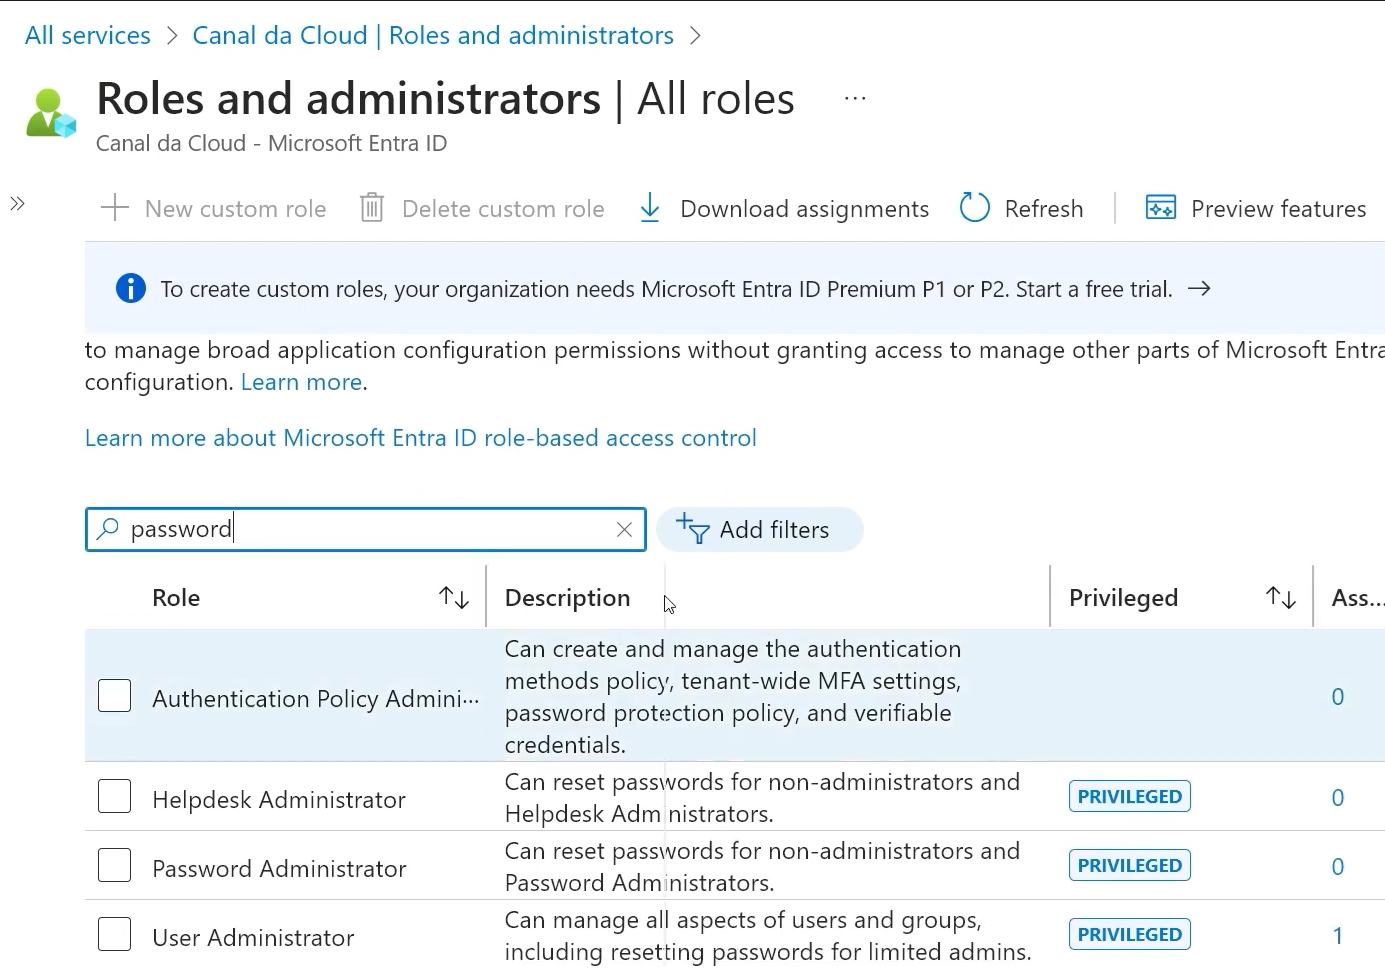 All services > Canal da Cloud | Roles and administrators >
Roles and administrators | All roles ...
Canal da Cloud - Microsoft Entra ID
New custom role Delete custom role Download assignments Refresh Preview features
To create custom roles, your organization needs Microsoft Entra ID Premium P1 or P2. Start a free trial. →
to manage broad application configuration permissions without granting access to manage other parts of Microsoft Entra
configuration. Learn more.
Learn more about Microsoft Entra ID role-based access control
password Add filters
Role Description Privileged Ass...
Can create and manage the authentication
methods policy, tenant-wide MFA settings,
Authentication Policy Admini... 0
password protection policy, and verifiable
credentials.
Can reset passwords for non-administrators and
Helpdesk Administrator PRIVILEGED 0
Helpdesk Administrators.
Can reset passwords for non-administrators and
Password Administrator PRIVILEGED 0
Password Administrators.
Can manage all aspects of users and groups,
User Administrator PRIVILEGED 1
including resetting passwords for limited admins.